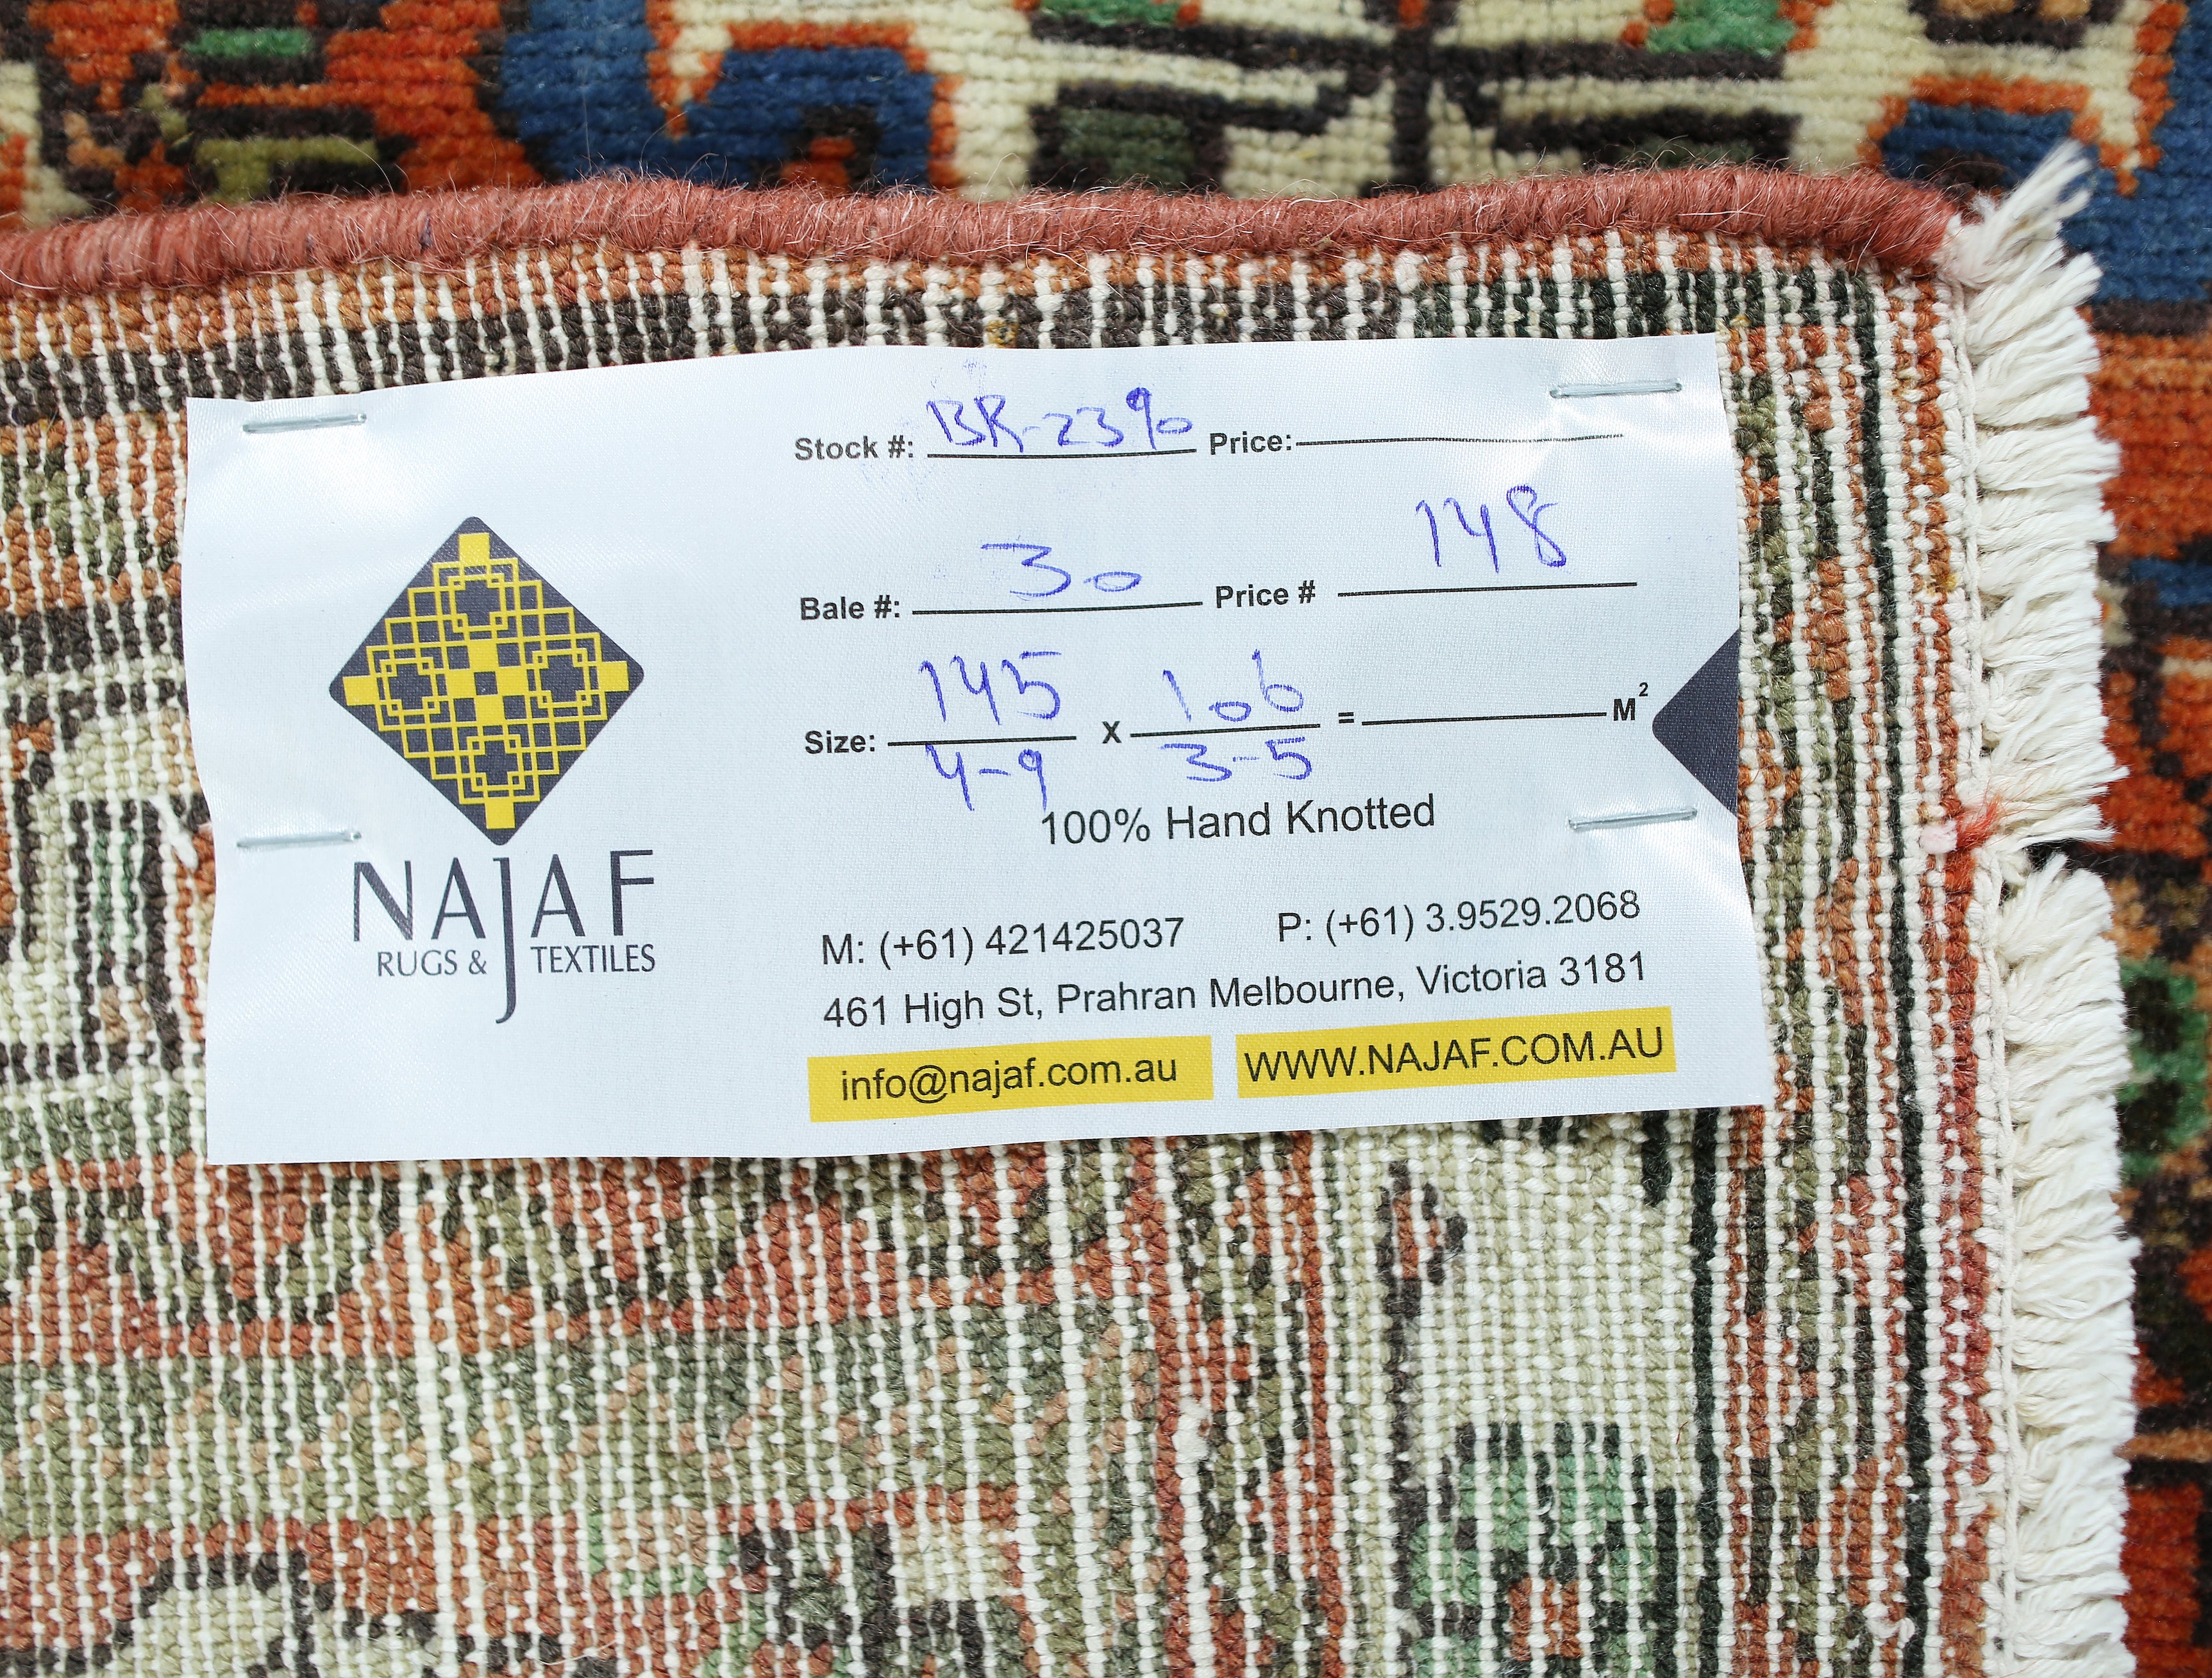 Stock #: BR-2390 Price:
Bale #: 30 Price # 148
Size: 145 x 106 = M²
4-9 3-5
100% Hand Knotted
NAJAF
RUGS & TEXTILES
M: (+61) 421425037 P: (+61) 3.9529.2068
461 High St, Prahran Melbourne, Victoria 3181
info@najaf.com.au WWW.NAJAF.COM.AU